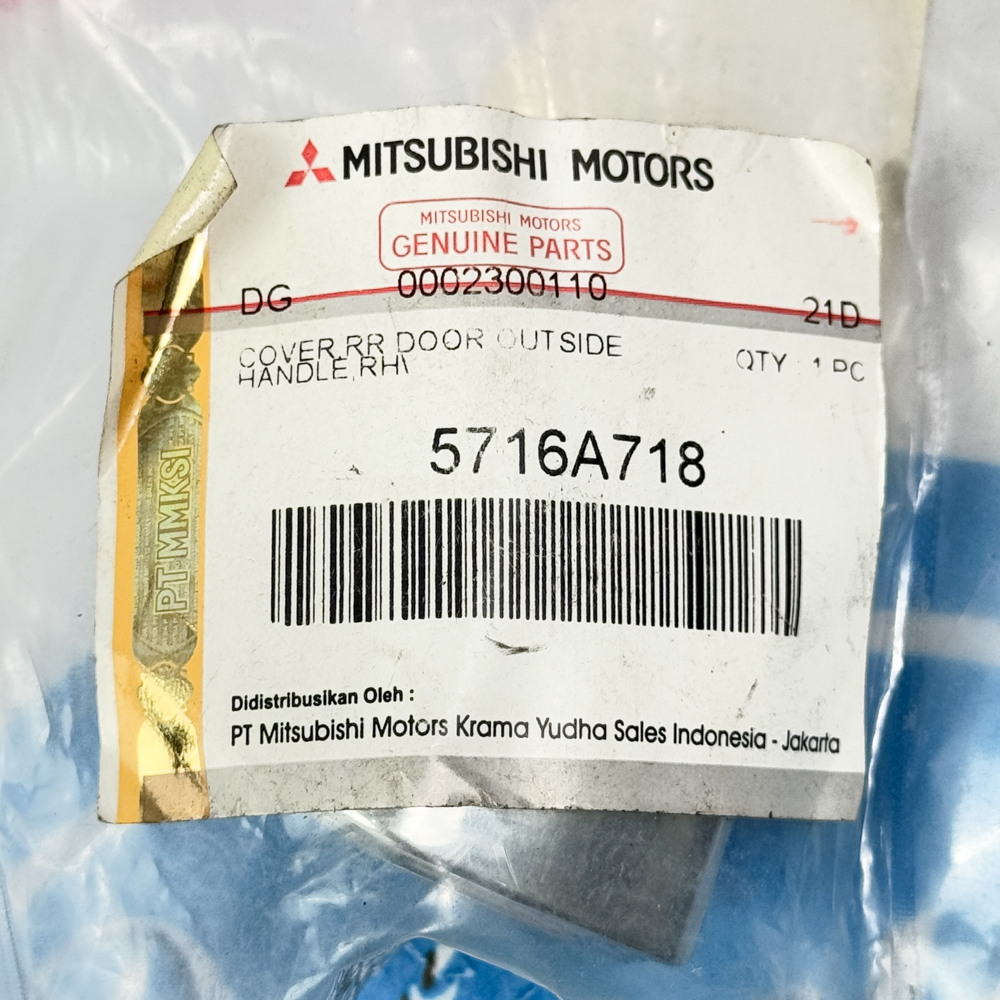 MITSUBISHI MOTORS
MITSUBISHI MOTORS
GENUINE PARTS
DG 0002300110 21D
COVER,RR DOOR OUTSIDE
HANDLE,RH\
QTY : 1 PC
5716A718
PT MMKSI
Didistribusikan Oleh :
PT Mitsubishi Motors Krama Yudha Sales Indonesia - Jakarta